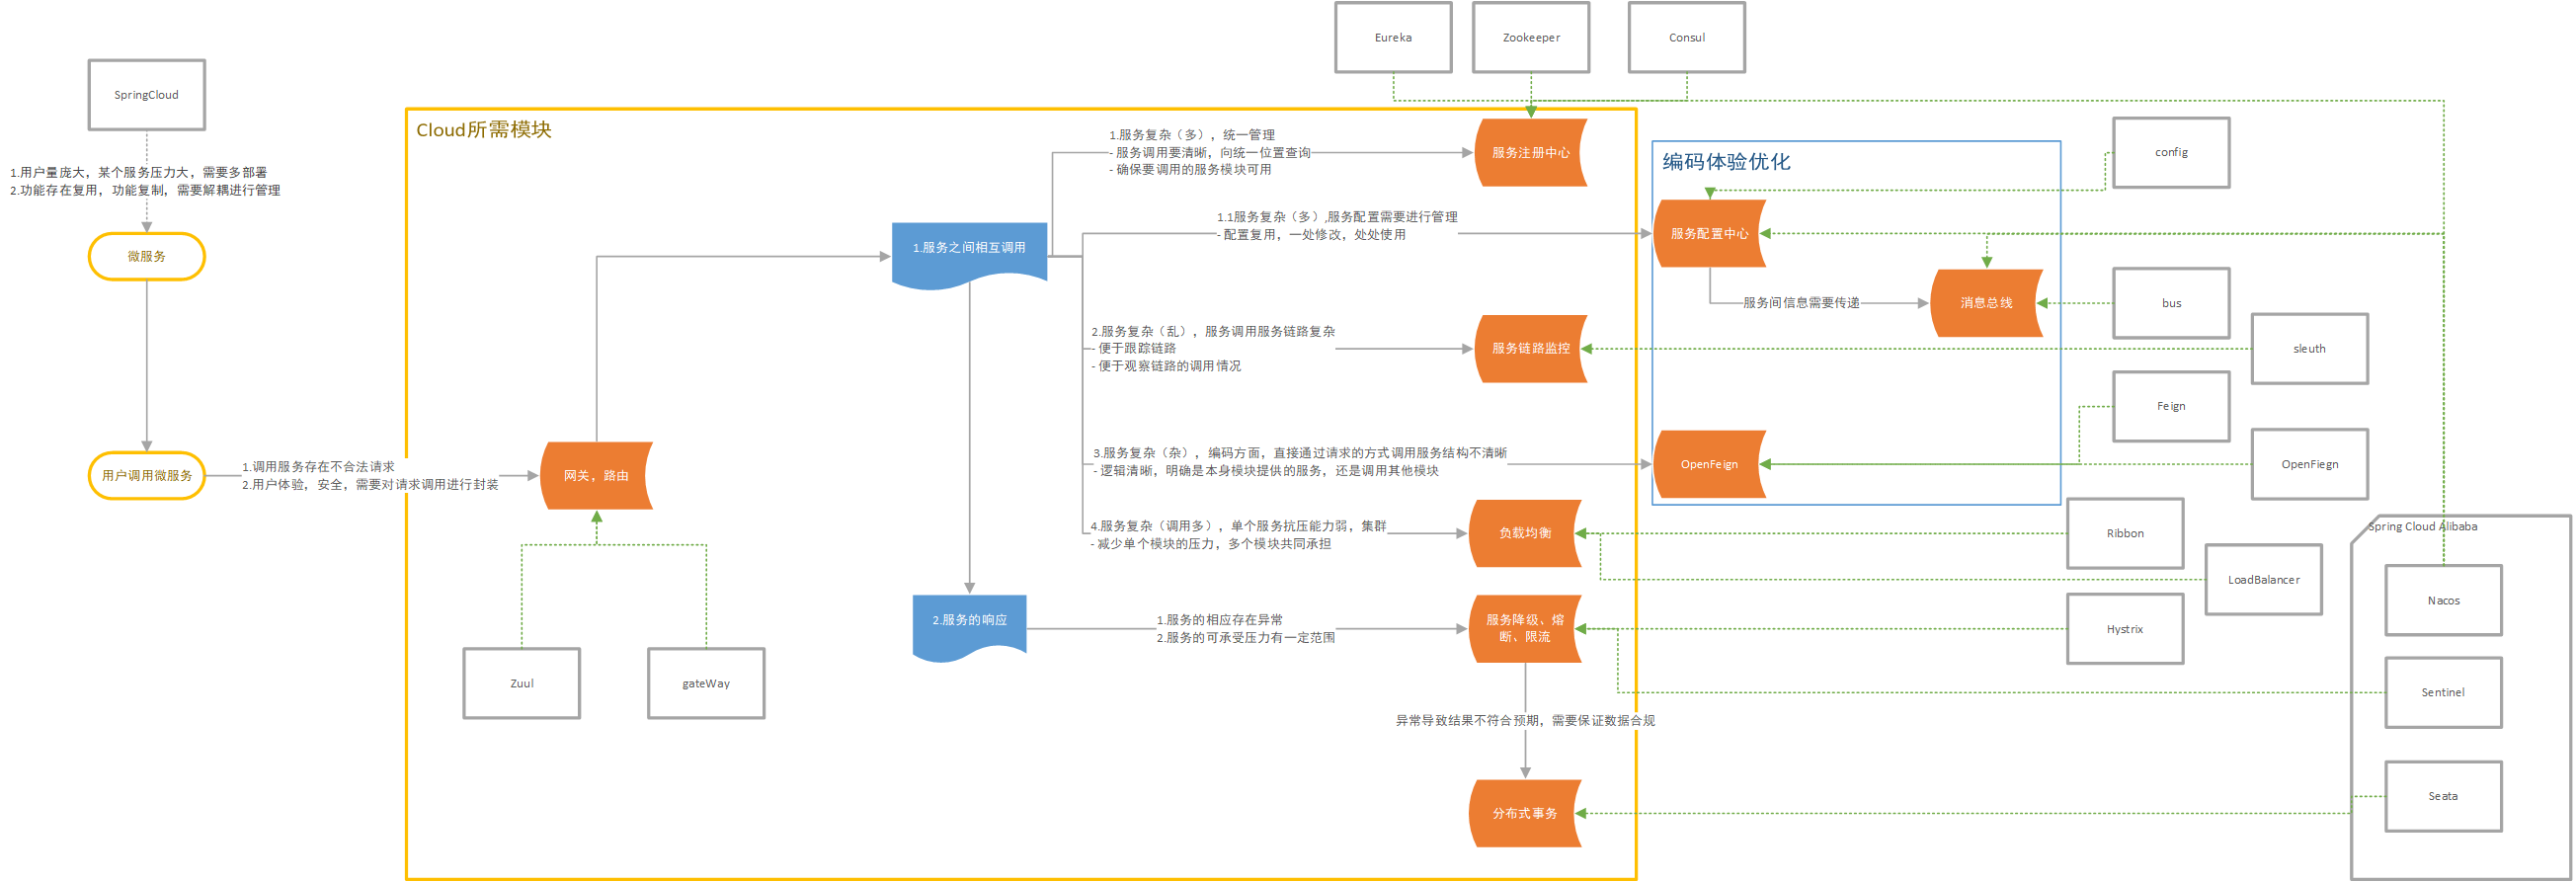 Eureka
Zookeeper
Consul
SpringCloud
1.用户量庞大，某个服务压力大，需要多部署
2.功能存在复用，功能复制，需要解耦进行管理
微服务
用户调用微服务
1.调用服务存在不合法请求
2.用户体验，安全，需要对请求调用进行封装
Cloud所需模块
网关，路由
Zuul
gateWay
1.服务之间相互调用
2.服务的响应
1.服务复杂（多），统一管理
- 服务调用要清晰，向统一位置查询
- 确保要调用的服务模块可用
服务注册中心
1.1服务复杂（多）,服务配置需要进行管理
- 配置复用，一处修改，处处使用
2.服务复杂（乱），服务调用服务链路复杂
- 便于跟踪链路
- 便于观察链路的调用情况
服务链路监控
3.服务复杂（杂），编码方面，直接通过请求的方式调用服务结构不清晰
- 逻辑清晰，明确是本身模块提供的服务，还是调用其他模块
4.服务复杂（调用多），单个服务抗压能力弱，集群
- 减少单个模块的压力，多个模块共同承担
负载均衡
1.服务的相应存在异常
2.服务的可承受压力有一定范围
服务降级、熔
断、限流
异常导致结果不符合预期，需要保证数据合规
分布式事务
编码体验优化
服务配置中心
服务间信息需要传递
消息总线
OpenFeign
config
bus
sleuth
Feign
OpenFiegn
Ribbon
LoadBalancer
Hystrix
Spring Cloud Alibaba
Nacos
Sentinel
Seata